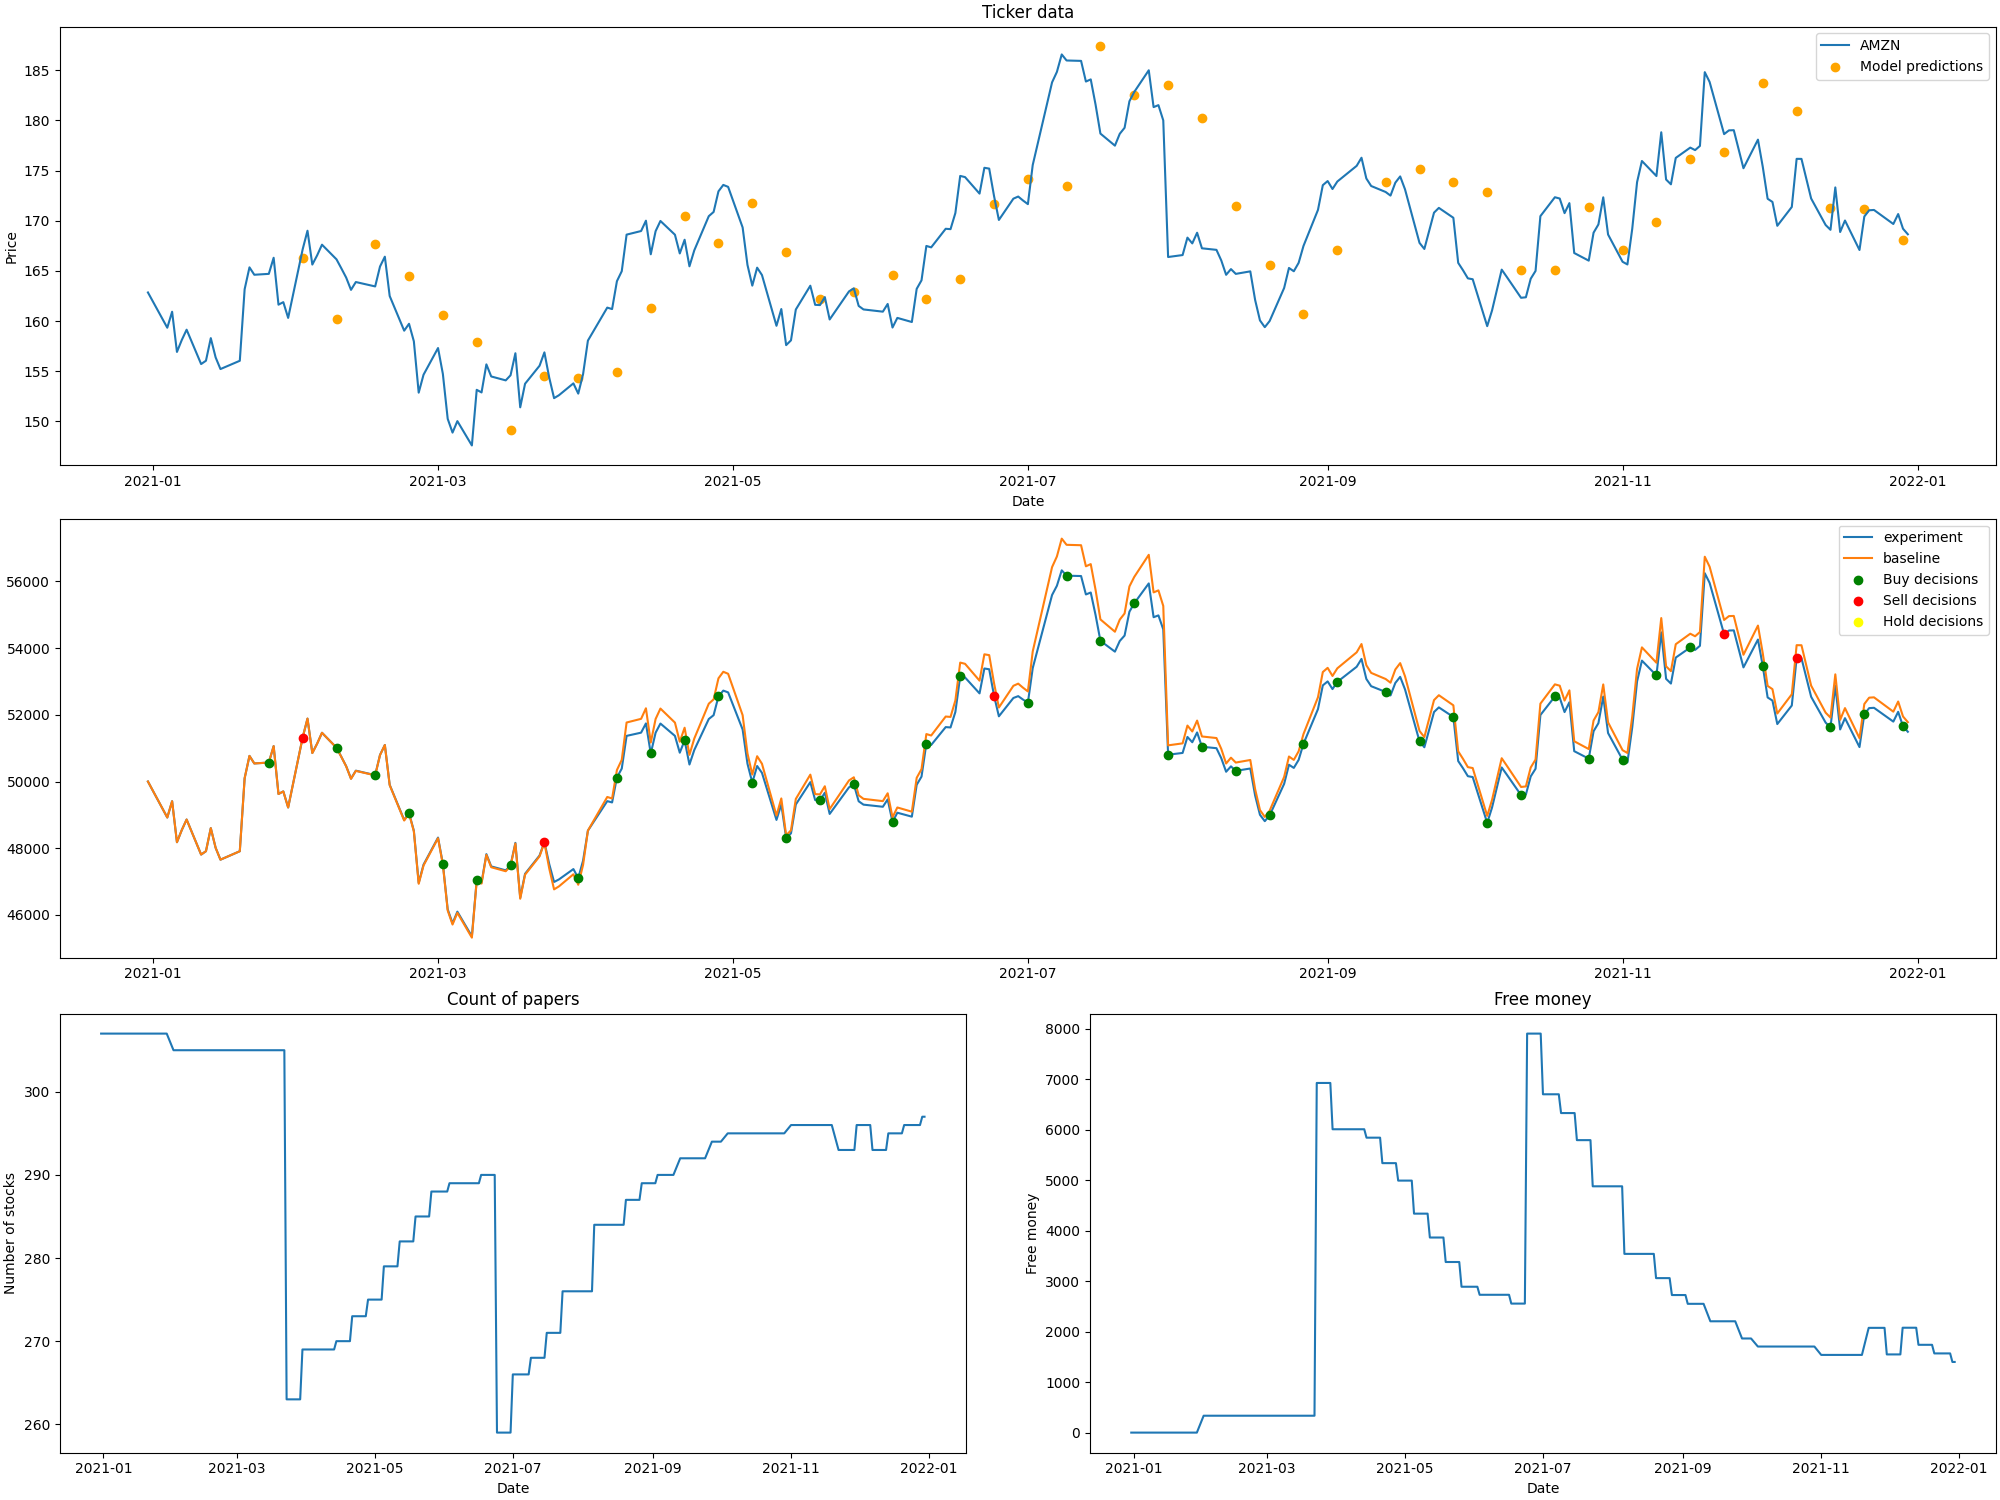 Ticker data
AMZN
Model predictions
185
180
175
170
165
160
155
150
Price
2021-01 2021-03 2021-05 2021-07 2021-09 2021-11 2022-01
Date
experiment
baseline
Buy decisions
Sell decisions
Hold decisions
56000
54000
52000
50000
48000
46000
2021-01 2021-03 2021-05 2021-07 2021-09 2021-11 2022-01
Count of papers
300
290
280
270
260
Number of stocks
2021-01 2021-03 2021-05 2021-07 2021-09 2021-11 2022-01
Date
Free money
8000
7000
6000
5000
4000
3000
2000
1000
0
Free money
2021-01 2021-03 2021-05 2021-07 2021-09 2021-11 2022-01
Date